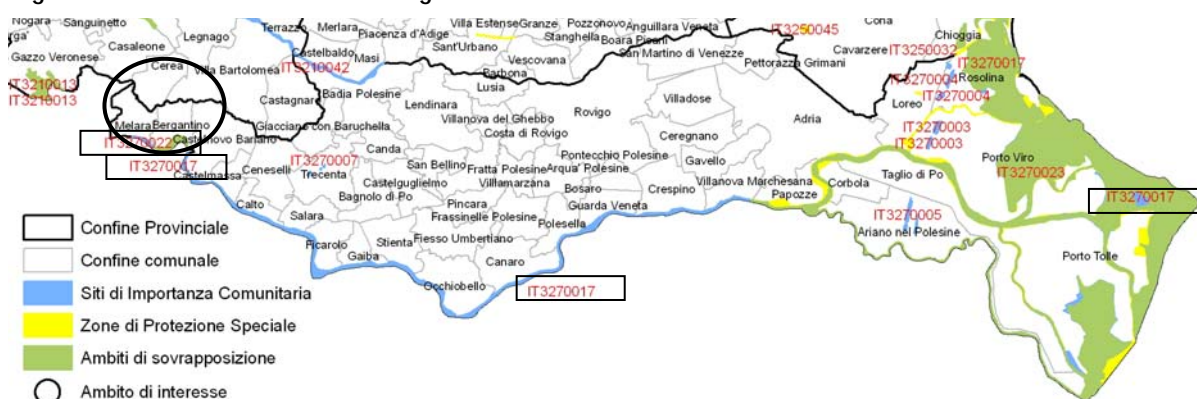 Nogara
Sanguinetto
Legnago
Terrazzo
Merlara
Piacenza d'Adige
Villa Estense
Granze
Pozzonovo
Anguillara Veneta
IT3250045
Cona
Chioggia
Casaleone
Gazzo Veronese
Cerea
Villa Bartolomea
Castelbaldo
Masi
Sant'Urbano
Stanghella
Boara Pisani
Vescovana
San Martino di Venezze
Cavarzere
IT3250032
IT3210042
Barbona
Pettorazza Grimani
IT3270017
IT3210013
IT3210013
Castagnaro
Badia Polesine
Lusia
IT3270004
Rosolina
IT3270004
Lendinara
Rovigo
Villadose
Loreo
Melara
Bergantino
Giacciano con Baruchella
Villanova del Ghebbo
Costa di Rovigo
Ceregnano
Adria
IT3270003
IT3270003
IT3270022
Castelnovo Bariano
Canda
IT3270017
IT3270007
San Bellino
Fratta Polesine
Arqua' Polesine
Pontecchio Polesine
Gavello
Porto Viro
IT3270023
Castelmassa
Ceneselli
Trecenta
Castelguglielmo
Villamarzana
Bosaro
Crespino
Villanova Marchesana
Corbola
Taglio di Po
Bagnolo di Po
Papozze
IT3270017
Calto
Pincara
Guarda Veneta
IT3270005
Salara
Frassinelle Polesine
Polesella
Ariano nel Polesine
Confine Provinciale
Ficarolo
Stienta
Fiesso Umbertiano
Gaiba
Canaro
Porto Tolle
Confine comunale
Occhiobello
IT3270017
Siti di Importanza Comunitaria
Zone di Protezione Speciale
Ambiti di sovrapposizione
Ambito di interesse